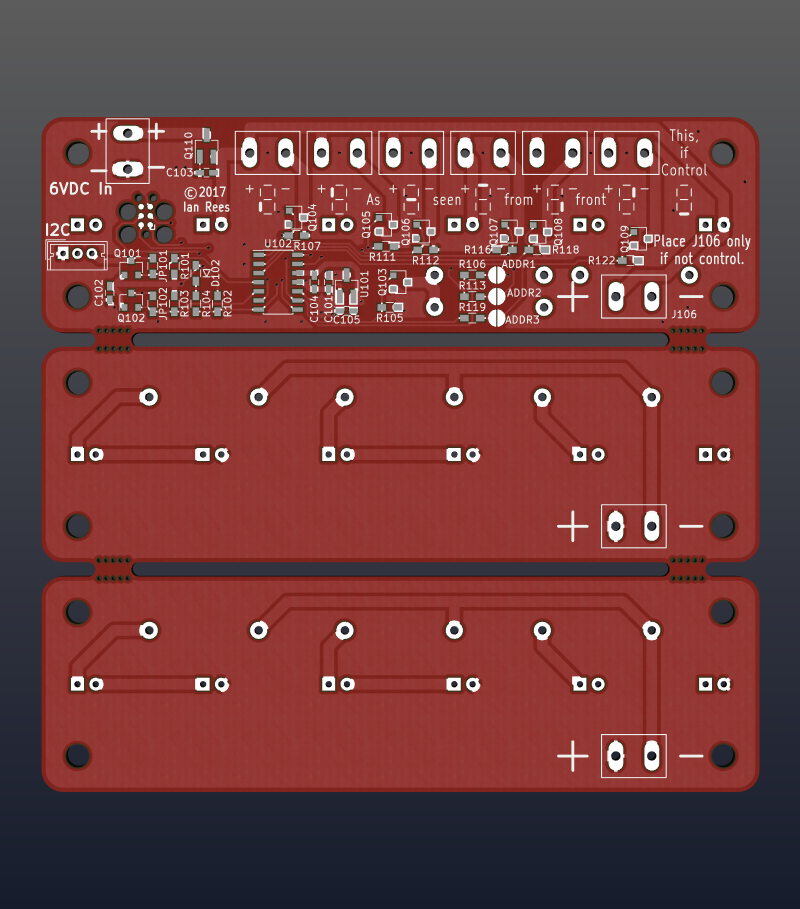 + +
- -
6VDC In
Q110
C103
©2017
Ian Rees
This,
if
Control
+ - + - + - + - + - + -
As seen from front
I2C
Q104
Q105
Q106
Q107
Q108
Q109
Place J106 only
if not control.
U102
R107
R111
R112
R116
R118
R122
Q101
JP101
R101
D102
C104
C101
U101
Q103
R106
ADDR1
R113
ADDR2
R119
ADDR3
C102
Q102
JP102
R103
R104
R102
C105
R105
+ -
J106
+ -
+ -